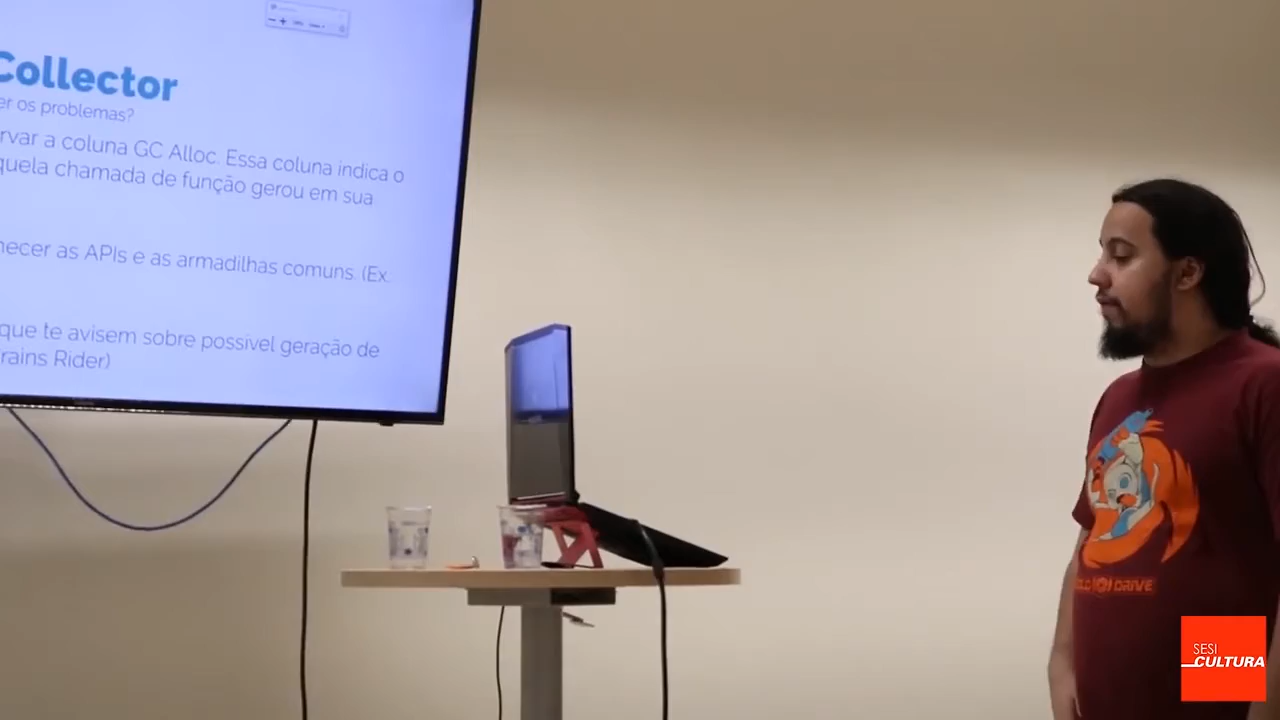 Collector
er os problemas?
rvar a coluna GC Alloc. Essa coluna indica o
quela chamada de função gerou em sua
hecer as APIs e as armadilhas comuns. (Ex.
que te avisem sobre possível geração de
rains Rider)
DRIVE
SESI
CULTURA